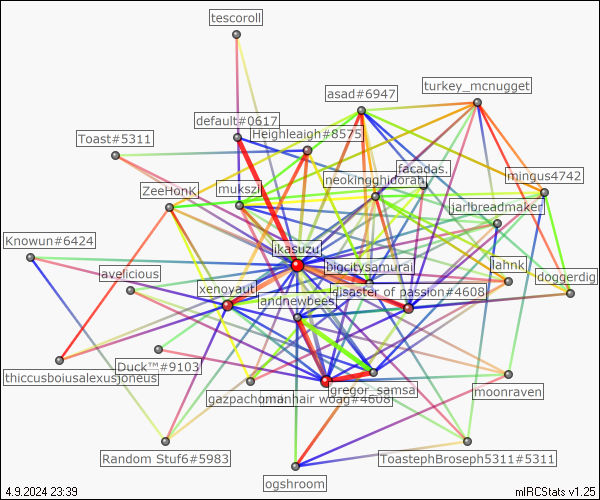 tescoroll
turkey_mcnugget
asad#6947
default#0617
Heighleaigh#8575
Toast#5311
facadas.
neokingghidorah
mingus4742
ZeeHonK
mukszi
jarlbreadmaker
Knowun#6424
ikasuzu
bigcitysamurai
lahnk
avelicious
doggerdig
xenoyaut
disaster of passion#4608
andnewbees
Duck™#9103
thiccusboiusalexusjoneus
gregor_samsa
moonraven
gazpachoman
hair woag#4608
Random Stuf6#5983
ToastephBroseph5311#5311
ogshroom
4.9.2024 23:39
mIRCStats v1.25